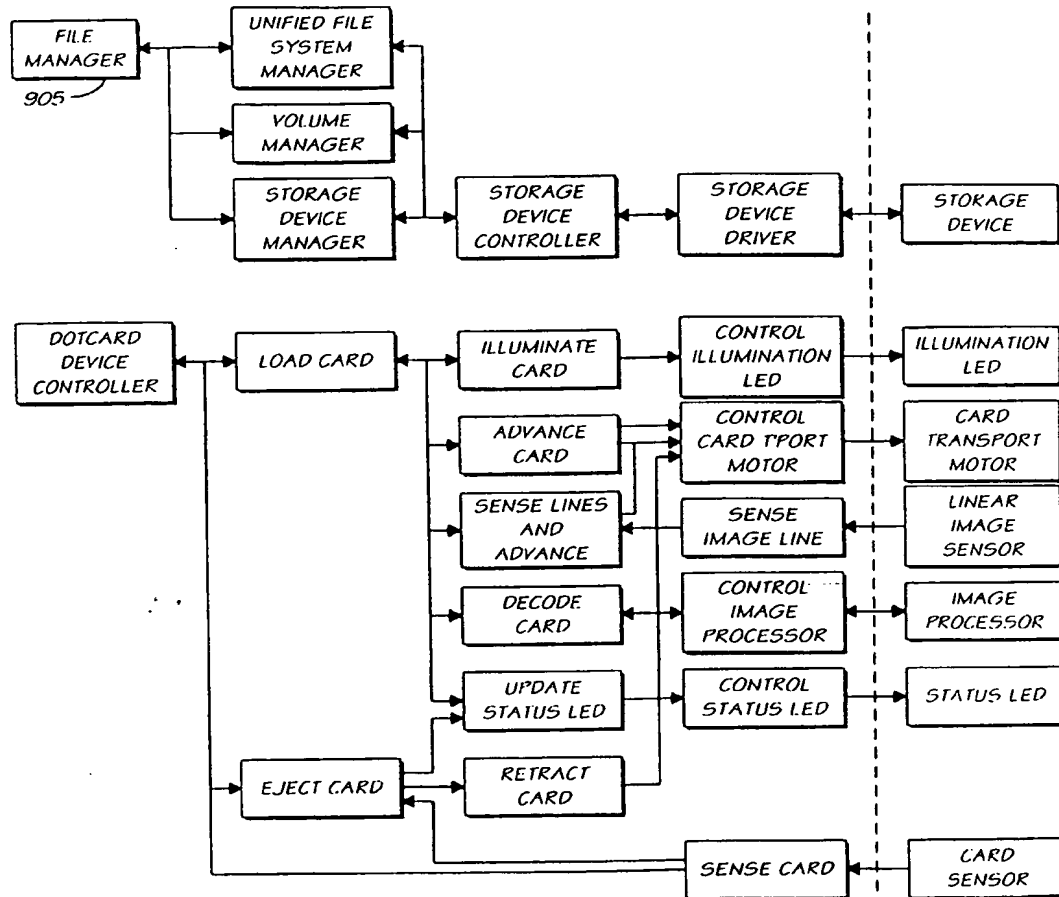 FILE
MANAGER
905
UNIFIED FILE
SYSTEM
MANAGER
VOLUME
MANAGER
STORAGE
DEVICE
MANAGER
STORAGE
DEVICE
CONTROLLER
STORAGE
DEVICE
DRIVER
STORAGE
DEVICE
DOTCARD
DEVICE
CONTROLLER
LOAD CARD
ILLUMINATE
CARD
CONTROL
ILLUMINATION
LED
ILLUMINATION
LED
ADVANCE
CARD
CONTROL
CARD T'PORT
MOTOR
CARD
TRANSPORT
MOTOR
SENSE LINES
AND
ADVANCE
SENSE
IMAGE LINE
LINEAR
IMAGE
SENSOR
DECODE
CARD
CONTROL
IMAGE
PROCESSOR
IMAGE
PROCESSOR
UPDATE
STATUS LED
CONTROL
STATUS LED
STATUS LED
EJECT CARD
RETRACT
CARD
SENSE CARD
CARD
SENSOR